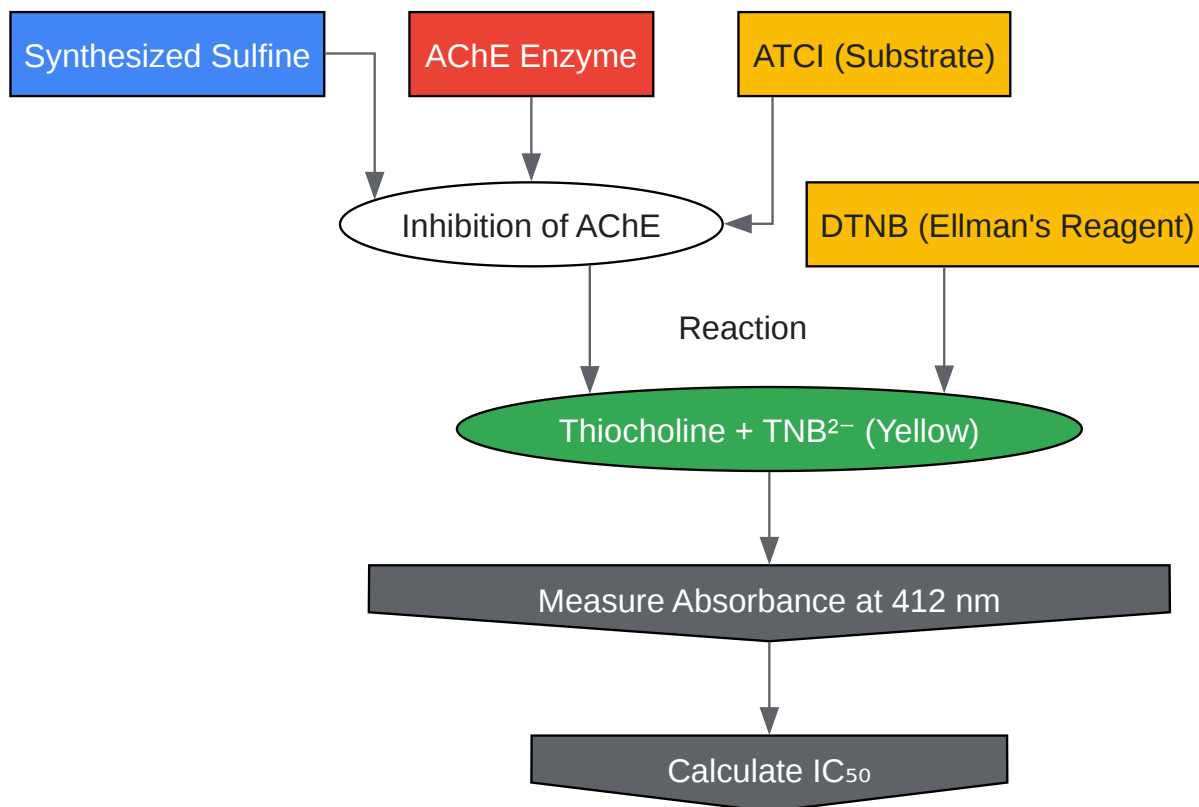 Synthesized Sulfine
AChE Enzyme
ATCI (Substrate)
Inhibition of AChE
DTNB (Ellman's Reagent)
Reaction
Thiocholine + TNB²⁻ (Yellow)
Measure Absorbance at 412 nm
Calculate IC₅₀